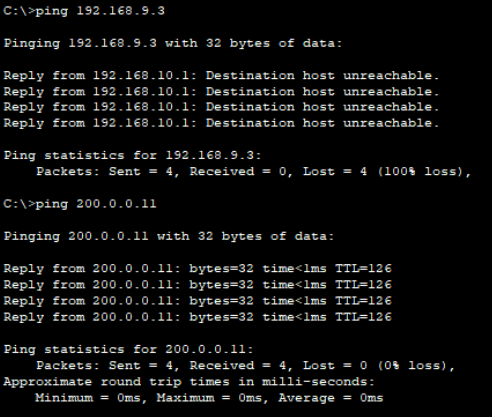 C:\>ping 192.168.9.3
Pinging 192.168.9.3 with 32 bytes of data:
Reply from 192.168.10.1: Destination host unreachable.
Reply from 192.168.10.1: Destination host unreachable.
Reply from 192.168.10.1: Destination host unreachable.
Reply from 192.168.10.1: Destination host unreachable.
Ping statistics for 192.168.9.3:
    Packets: Sent = 4, Received = 0, Lost = 4 (100% loss),
C:\>ping 200.0.0.11
Pinging 200.0.0.11 with 32 bytes of data:
Reply from 200.0.0.11: bytes=32 time<1ms TTL=126
Reply from 200.0.0.11: bytes=32 time<1ms TTL=126
Reply from 200.0.0.11: bytes=32 time<1ms TTL=126
Reply from 200.0.0.11: bytes=32 time<1ms TTL=126
Ping statistics for 200.0.0.11:
    Packets: Sent = 4, Received = 4, Lost = 0 (0% loss),
Approximate round trip times in milli-seconds:
    Minimum = 0ms, Maximum = 0ms, Average = 0ms